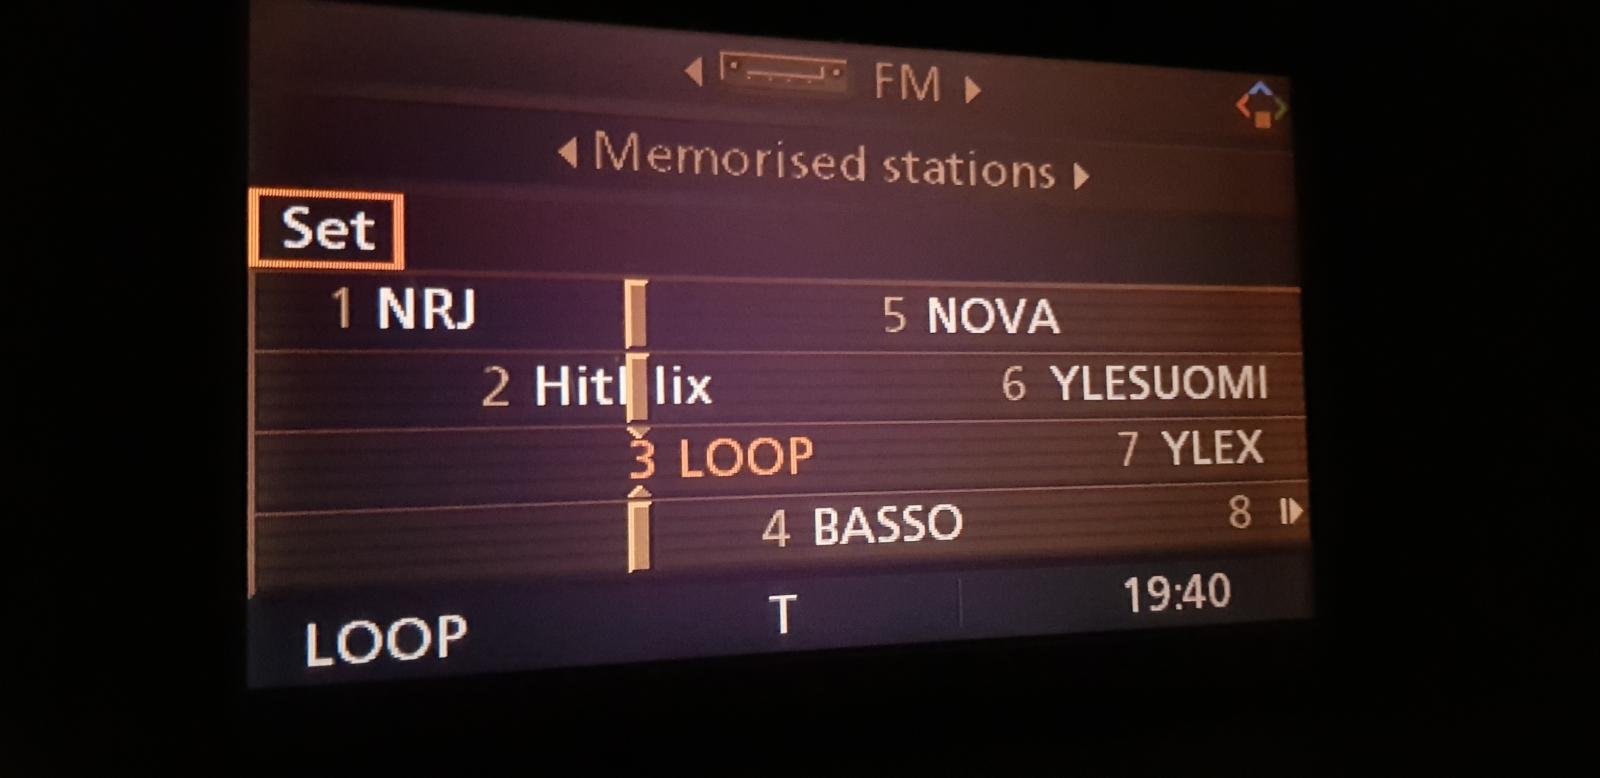 FM
Memorised stations
Set
1 NRJ
5 NOVA
2 Hit lix
6 YLESUOMI
3 LOOP
7 YLEX
4 BASSO
8
LOOP T 19:40